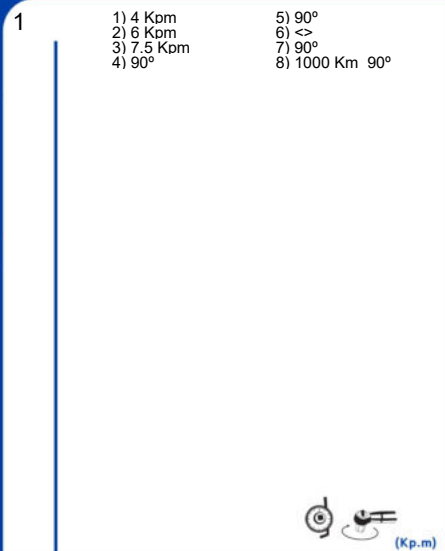 1
1) 4 Kpm
2) 6 Kpm
3) 7.5 Kpm
4) 90º
5) 90º
6) <>
7) 90º
8) 1000 Km 90º
(Kp.m)